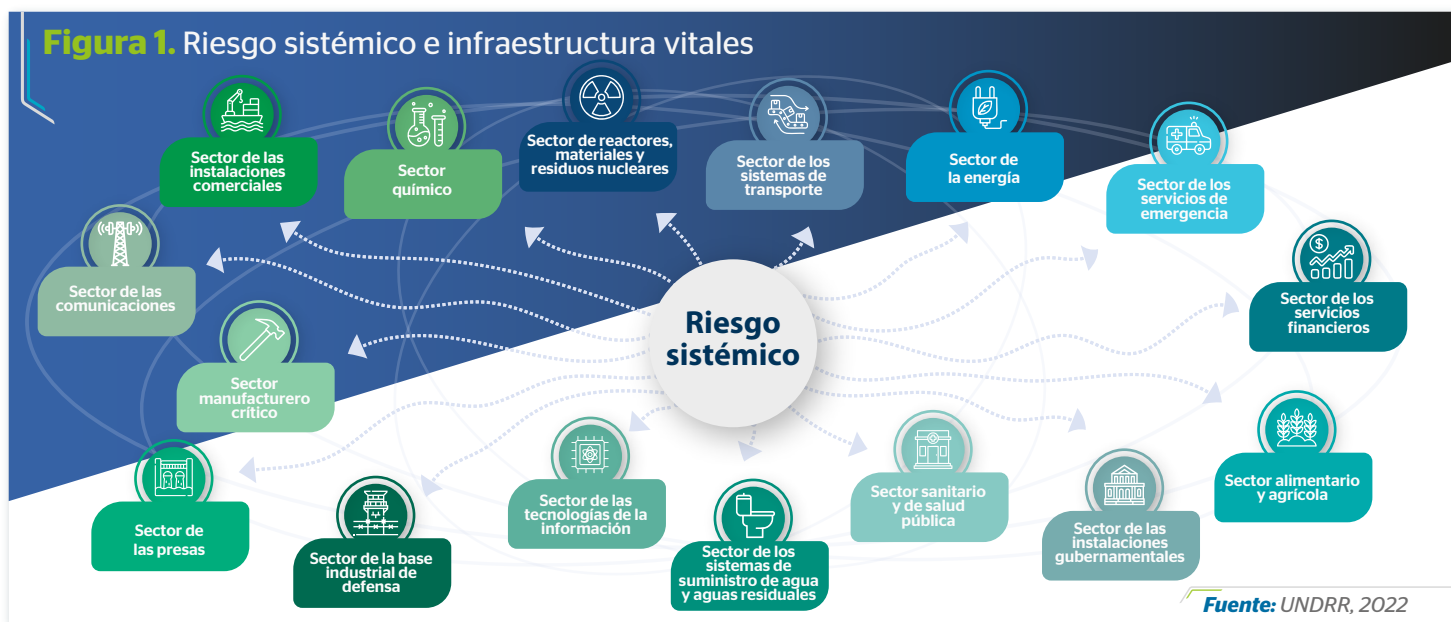 Figura 1. Riesgo sistémico e infraestructura vitales
Sector de las
instalaciones
comerciales
Sector
químico
Sector de reactores,
materiales y
residuos nucleares
Sector de los
sistemas de
transporte
Sector de
la energía
Sector de los
servicios de
emergencia
Sector de las
comunicaciones
Sector de los
servicios
financieros
Riesgo
sistémico
Sector
manufacturero
crítico
Sector alimentario
y agrícola
Sector de
las presas
Sector de la base
industrial de
defensa
Sector de las
tecnologías de la
información
$
Sector de los
sistemas de
suministro de agua
y aguas residuales
Sector sanitario
y de salud
pública
Sector de las
instalaciones
gubernamentales
Fuente: UNDRR, 2022